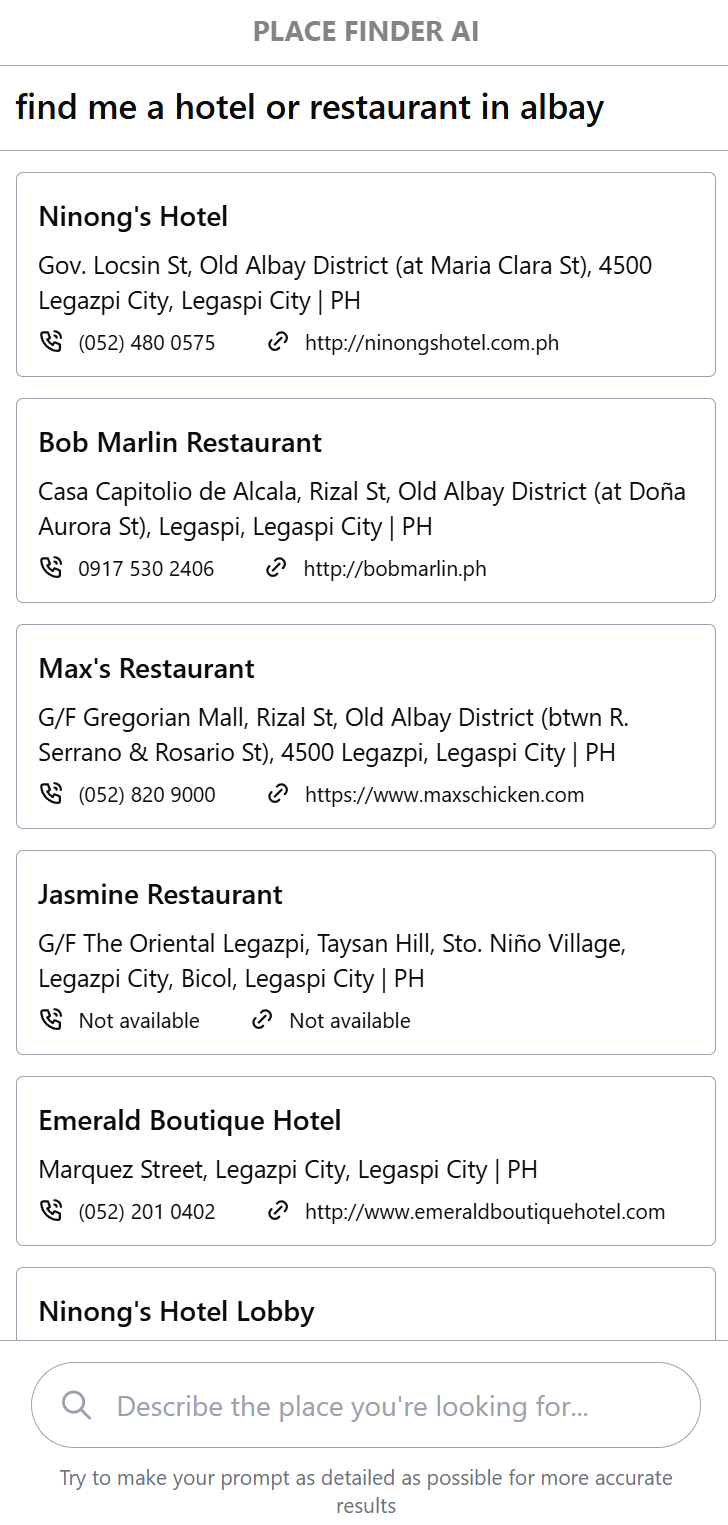 PLACE FINDER AI
find me a hotel or restaurant in albay
Ninong's Hotel
Gov. Locsin St, Old Albay District (at Maria Clara St), 4500
Legazpi City, Legaspi City | PH
(052) 480 0575 http://ninongshotel.com.ph
Bob Marlin Restaurant
Casa Capitolio de Alcala, Rizal St, Old Albay District (at Doña
Aurora St), Legaspi, Legaspi City | PH
0917 530 2406 http://bobmarlin.ph
Max's Restaurant
G/F Gregorian Mall, Rizal St, Old Albay District (btwn R.
Serrano & Rosario St), 4500 Legazpi, Legaspi City | PH
(052) 820 9000 https://www.maxschicken.com
Jasmine Restaurant
G/F The Oriental Legazpi, Taysan Hill, Sto. Niño Village,
Legazpi City, Bicol, Legaspi City | PH
Not available Not available
Emerald Boutique Hotel
Marquez Street, Legazpi City, Legaspi City | PH
(052) 201 0402 http://www.emeraldboutiquehotel.com
Ninong's Hotel Lobby
Describe the place you're looking for...
Try to make your prompt as detailed as possible for more accurate
results